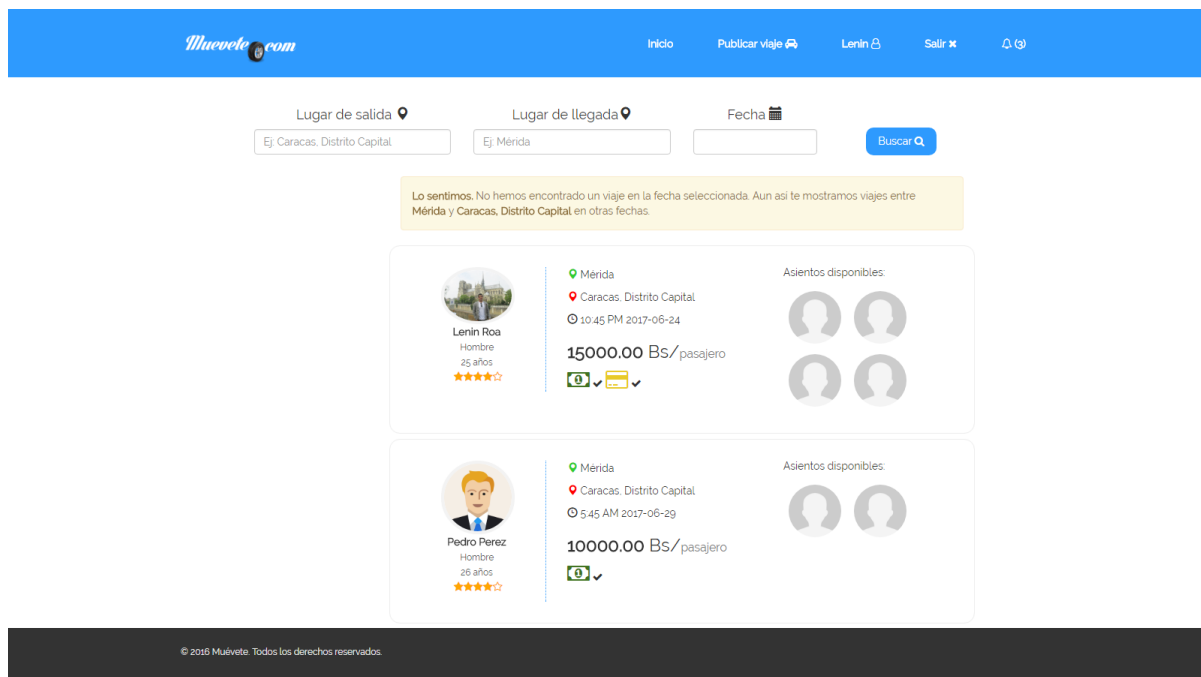 Muevete com
Inicio Publicar viaje Lenin Salir (3)
Lugar de salida Lugar de llegada Fecha
Ej: Caracas, Distrito Capital Ej: Mérida Buscar
Lo sentimos. No hemos encontrado un viaje en la fecha seleccionada. Aun así te mostramos viajes entre
Mérida y Caracas, Distrito Capital en otras fechas.
Mérida
Caracas. Distrito Capital
10:45 PM 2017-06-24
15000.00 Bs/pasajero
Asientos disponibles:
Lenin Roa
Hombre
25 años
Mérida
Caracas. Distrito Capital
5:45 AM 2017-06-29
10000.00 Bs/pasajero
Asientos disponibles:
Pedro Perez
Hombre
26 años
© 2016 Muévete. Todos los derechos reservados.